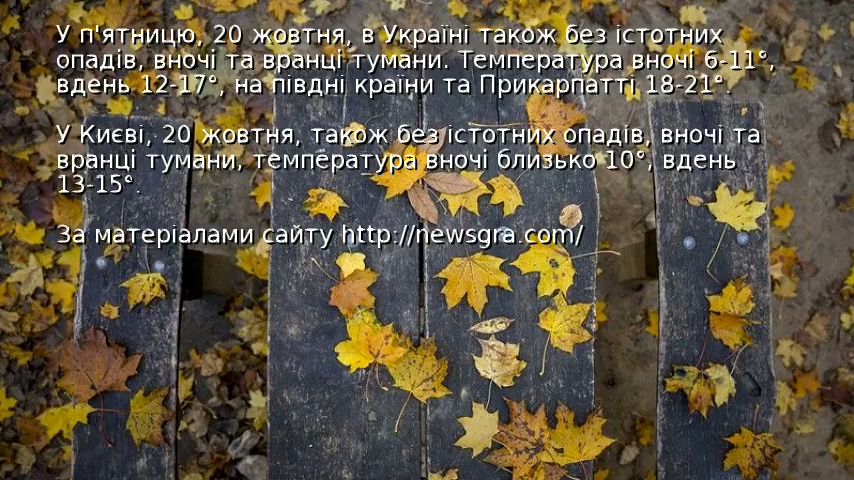 У п'ятницю, 20 жовтня, в Україні також без істотних
опадів, вночі та вранці тумани. Температура вночі 6-11°,
вдень 12-17°, на півдні країни та Прикарпатті 18-21°.
У Києві, 20 жовтня, також без істотних опадів, вночі та
вранці тумани, температура вночі близько 10°, вдень
13-15°.
За матеріалами сайту http://newsgra.com/